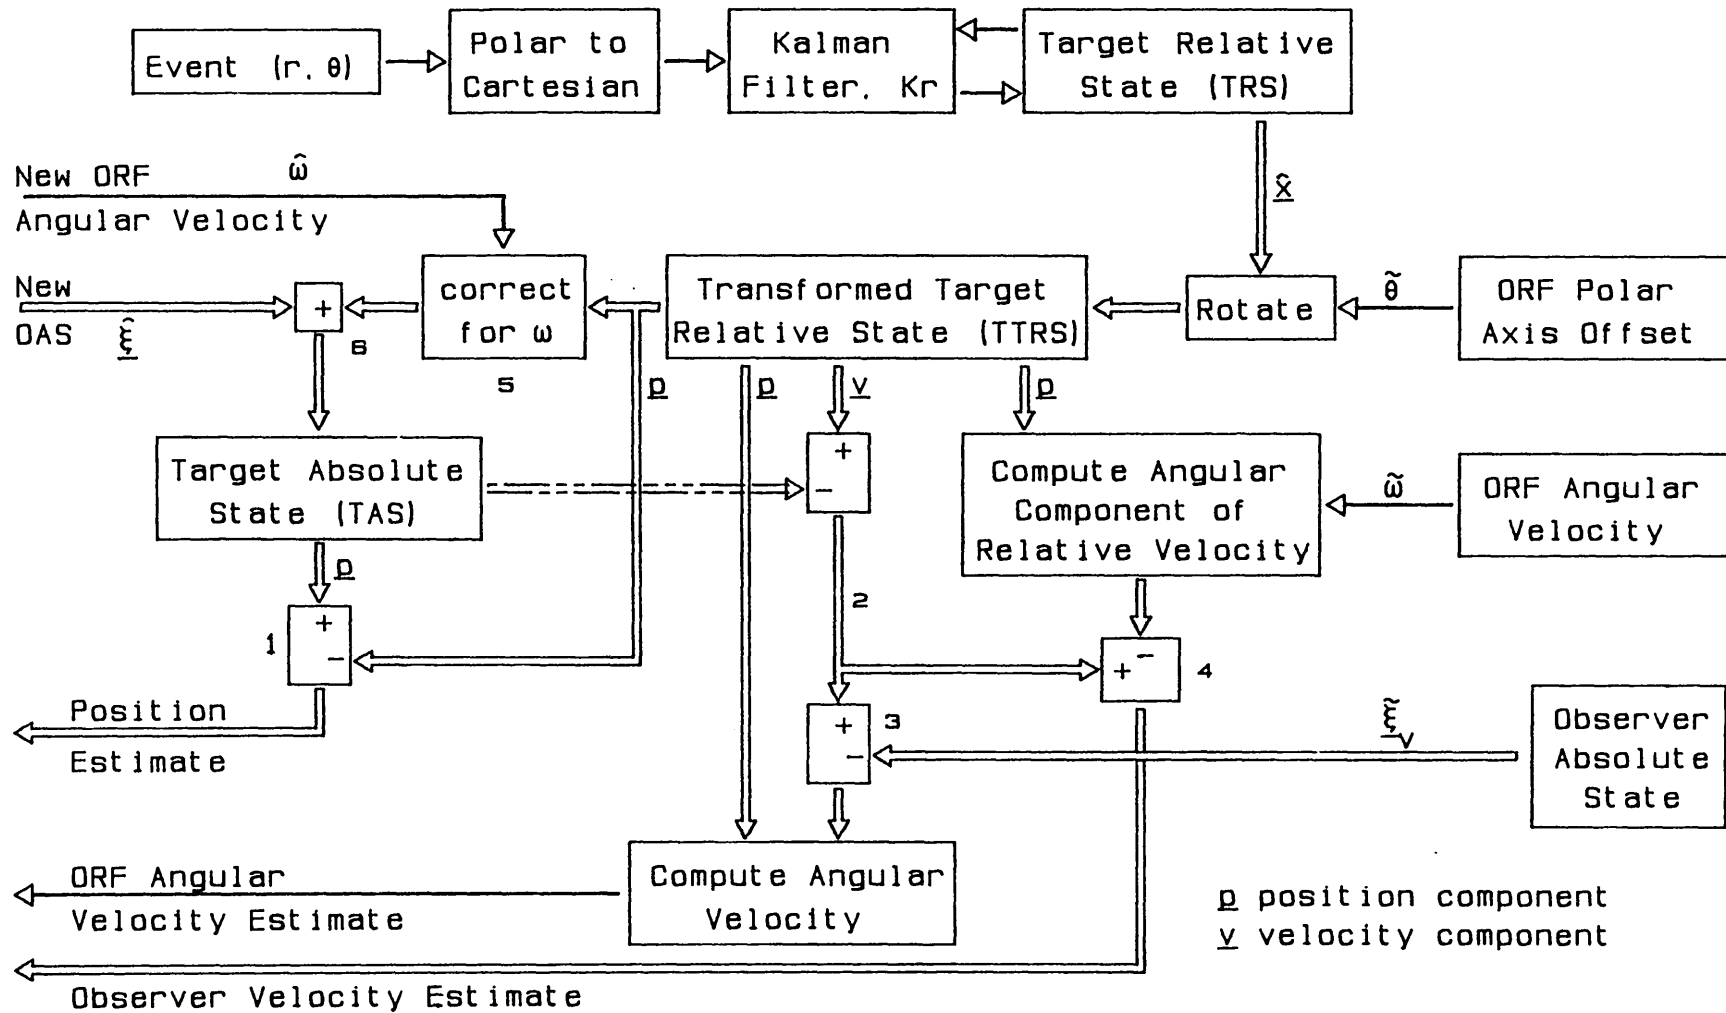 Event (r, θ)
Polar to
Cartesian
Kalman
Filter, Kr
Target Relative
State (TRS)
x̂
New ORF
ω̂
Angular Velocity
New
OAS
ξ̂
+
6
correct
for ω
5
Transformed Target
Relative State (TTRS)
Rotate
θ̃
ORF Polar
Axis Offset
p
p
v
p
Target Absolute
State (TAS)
+
-
Compute Angular
Component of
Relative Velocity
ω̃
ORF Angular
Velocity
p
1
+
-
2
+ -
4
Position
Estimate
+
-
3
ξ̃v
Observer
Absolute
State
ORF Angular
Velocity Estimate
Compute Angular
Velocity
p position component
v velocity component
Observer Velocity Estimate